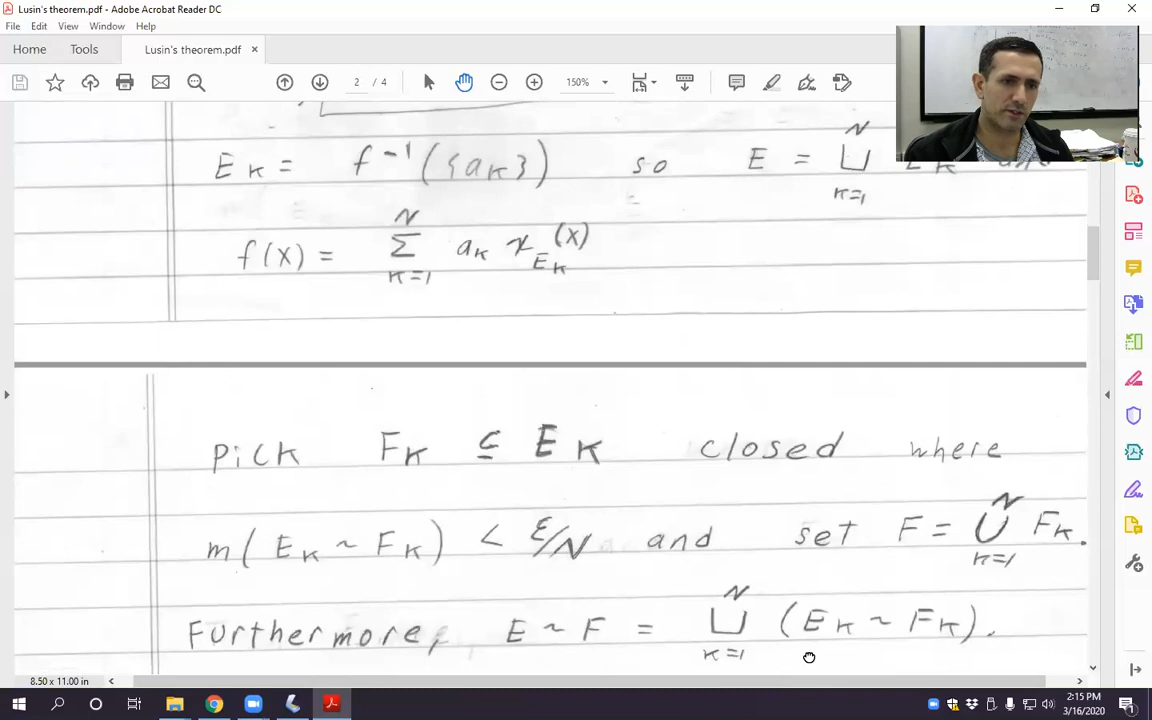 Lusin's theorem.pdf - Adobe Acrobat Reader DC
File Edit View Window Help
Home Tools Lusin's theorem.pdf ×
2 / 4 150%
E_K = f⁻¹({a_K}) so E = ⊔_{K=1}^{N} E_K and
f(x) = Σ_{K=1}^{N} a_K χ_{E_K}(x)
Pick F_K ⊆ E_K closed where
m(E_K ~ F_K) < ε/N and set F = ∪_{K=1}^{N} F_K.
Furthermore, E ~ F = ⊔_{K=1}^{N} (E_K ~ F_K).
8.50 x 11.00 in
2:15 PM
3/16/2020